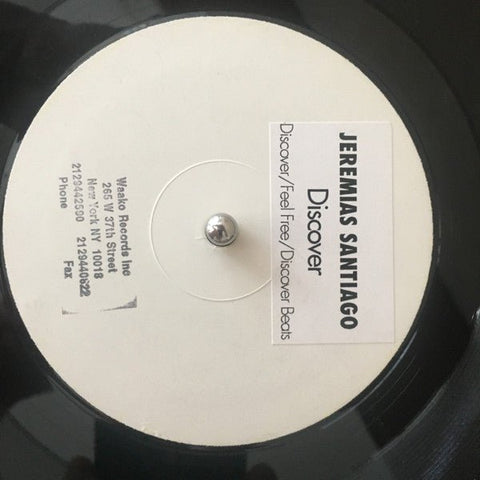 JEREMIAS SANTIAGO
Discover
Discover/Feel Free/Discover Beats
Waako Records Inc
265 W 37th Street
New York NY 10018
2129442590 2129440622
Phone Fax